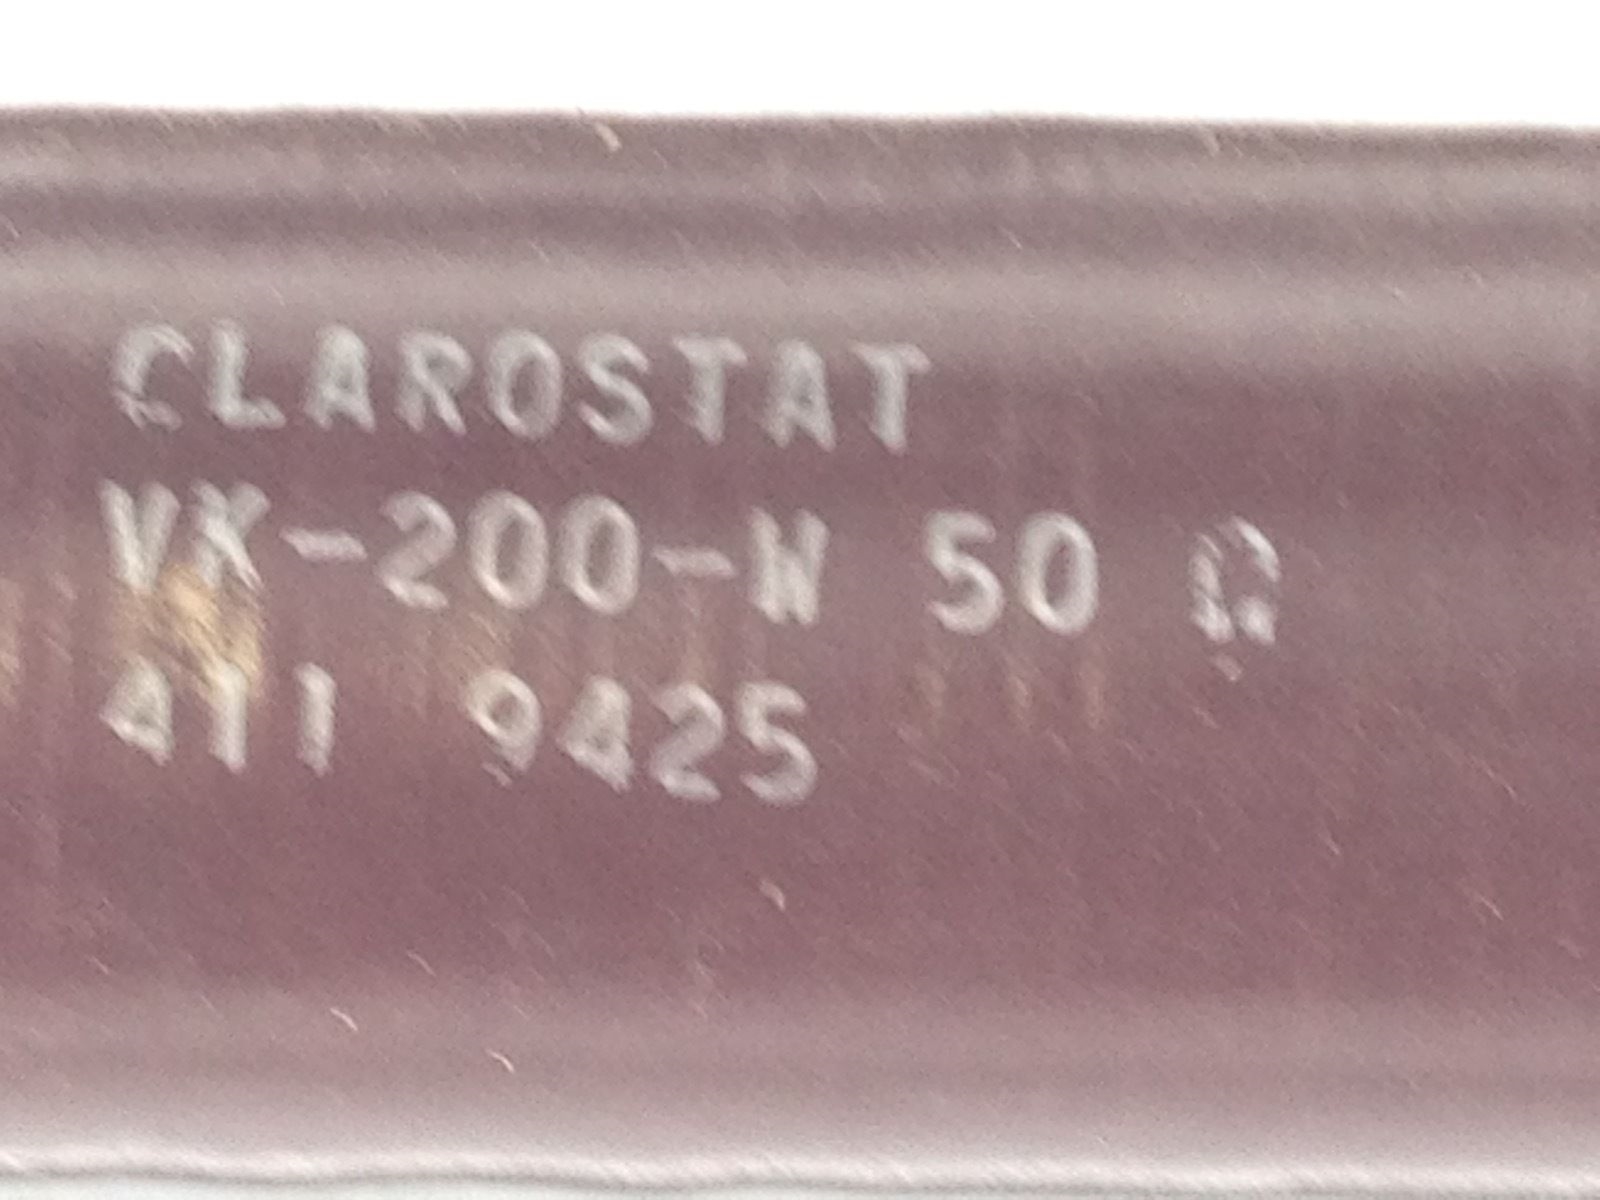 CLAROSTAT
VK-200-N 50 Ω
411 9425